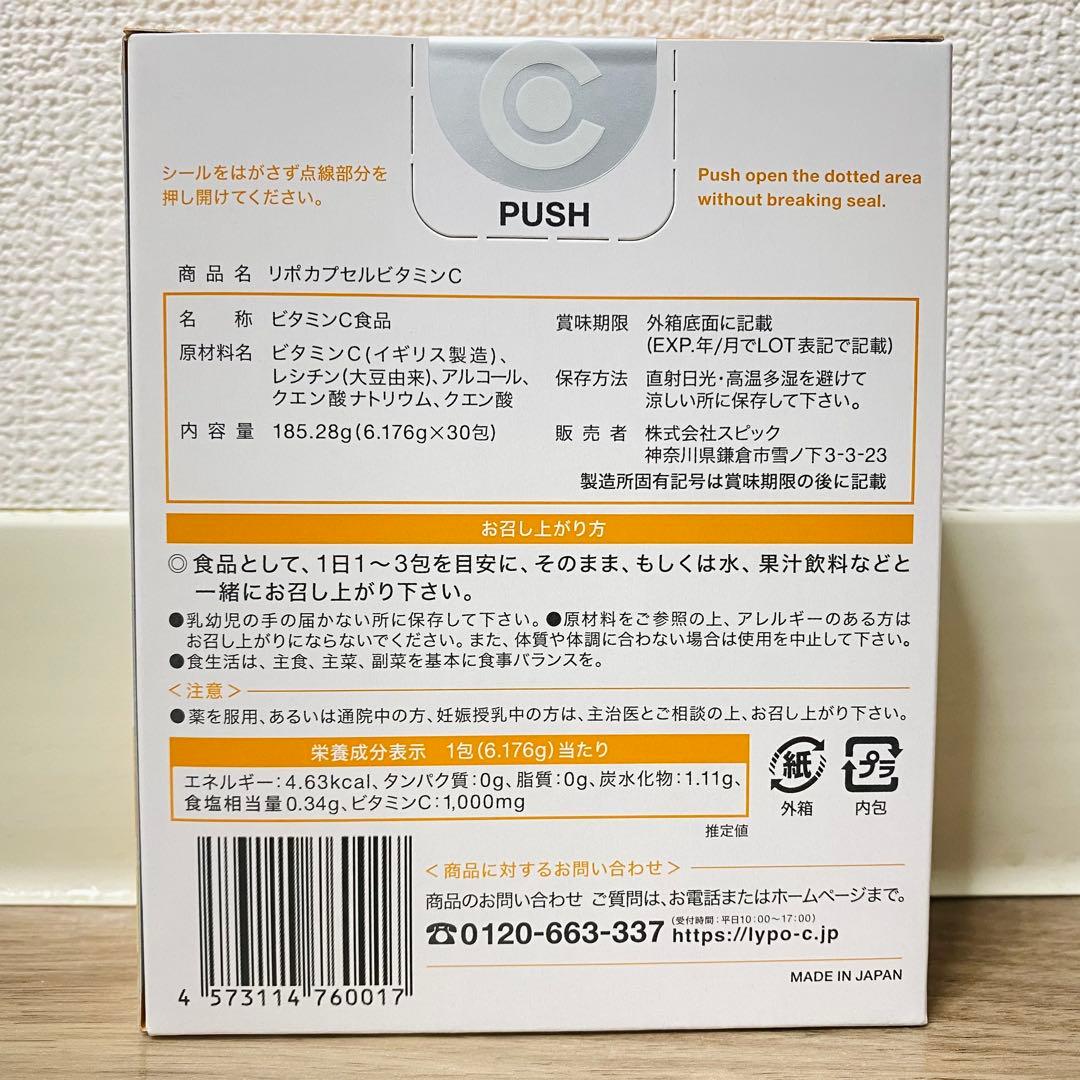 シールをはがさず点線部分を
押し開けてください。
PUSH
Push open the dotted area
without breaking seal.
商品名 リポカプセルビタミンC
名称 ビタミンC食品
原材料名 ビタミンC(イギリス製造)、
レシチン(大豆由来)、アルコール、
クエン酸ナトリウム、クエン酸
内容量 185.28g(6.176g×30包)
賞味期限 外箱底面に記載
(EXP.年/月でLOT表記で記載)
保存方法 直射日光・高温多湿を避けて
涼しい所に保存して下さい。
販売者 株式会社スピック
神奈川県鎌倉市雪ノ下3-3-23
製造所固有記号は賞味期限の後に記載
お召し上がり方
◎食品として、1日1〜3包を目安に、そのまま、もしくは水、果汁飲料などと
一緒にお召し上がり下さい。
●乳幼児の手の届かない所に保存して下さい。●原材料をご参照の上、アレルギーのある方は
お召し上がりにならないでください。また、体質や体調に合わない場合は使用を中止して下さい。
●食生活は、主食、主菜、副菜を基本に食事バランスを。
<注意>
●薬を服用、あるいは通院中の方、妊娠授乳中の方は、主治医とご相談の上、お召し上がり下さい。
栄養成分表示 1包(6.176g)当たり
エネルギー:4.63kcal、タンパク質:0g、脂質:0g、炭水化物:1.11g、
食塩相当量0.34g、ビタミンC:1,000mg
推定値
紙
外箱
プラ
内包
<商品に対するお問い合わせ>
商品のお問い合わせ ご質問は、お電話またはホームページまで。
☎0120-663-337 (受付時間:平日10:00〜17:00)
https://lypo-c.jp
MADE IN JAPAN
4 573114 760017